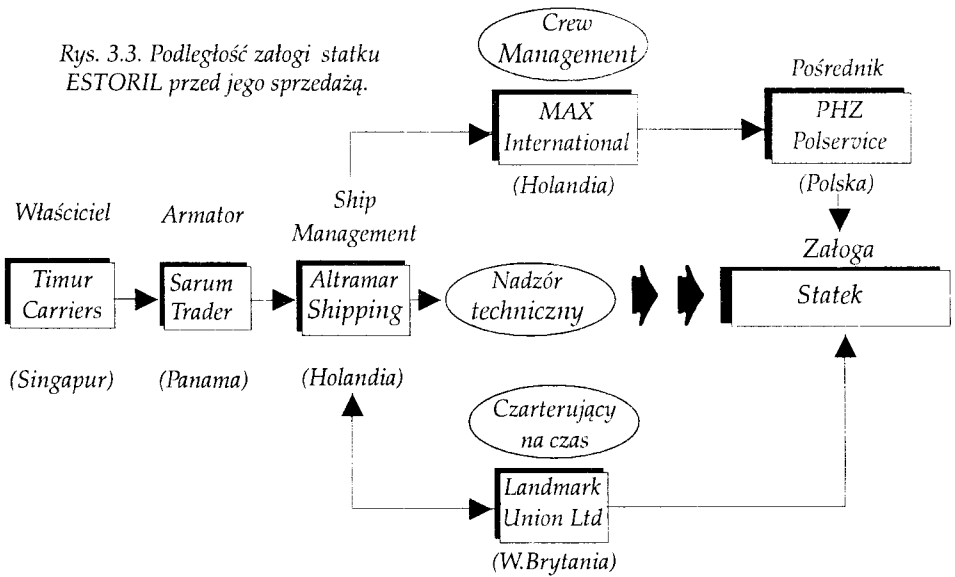 Rys. 3.3. Podległość załogi statku
ESTORIL przed jego sprzedażą.
Crew
Management
MAX
International
(Holandia)
Pośrednik
PHZ
Polservice
(Polska)
Właściciel
Timur
Carriers
(Singapur)
Armator
Sarum
Trader
(Panama)
Ship
Management
Altramar
Shipping
(Holandia)
Nadzór
techniczny
Załoga
Statek
Czarterujący
na czas
Landmark
Union Ltd
(W.Brytania)